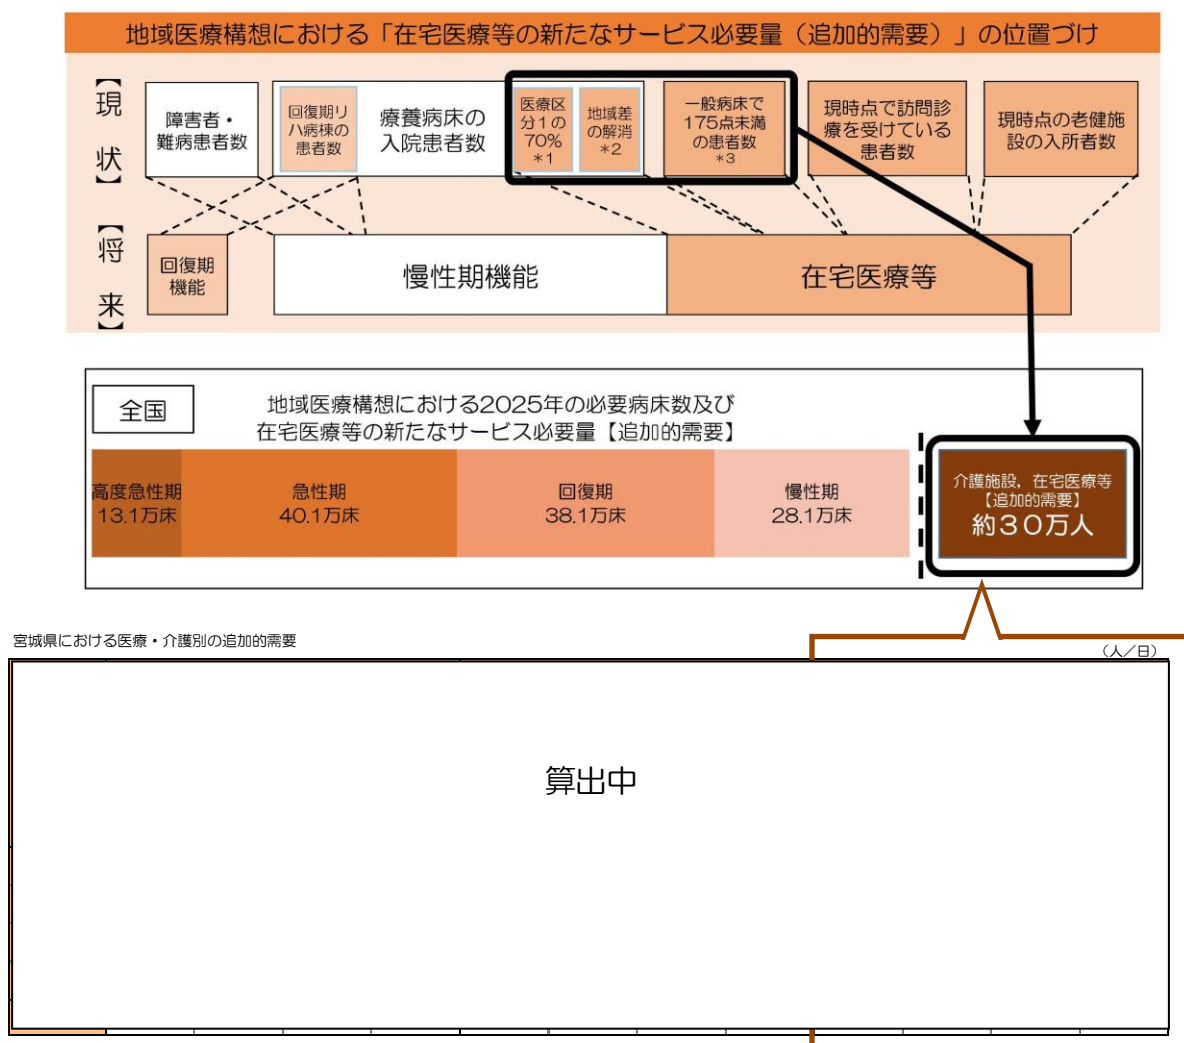 地域医療構想における「在宅医療等の新たなサービス必要量（追加的需要）」の位置づけ
【現状】
障害者・
難病患者数
回復期リ
ハ病棟の
患者数
療養病床の
入院患者数
医療区
分1の
70%
*1
地域差
の解消
*2
一般病床で
175点未満
の患者数
*3
現時点で訪問診
療を受けている
患者数
現時点の老健施
設の入所者数
【将来】
回復期
機能
慢性期機能
在宅医療等
全国
地域医療構想における2025年の必要病床数及び
在宅医療等の新たなサービス必要量【追加的需要】
高度急性期
13.1万床
急性期
40.1万床
回復期
38.1万床
慢性期
28.1万床
介護施設，在宅医療等
【追加的需要】
約３０万人
宮城県における医療・介護別の追加的需要
（人／日）
算出中